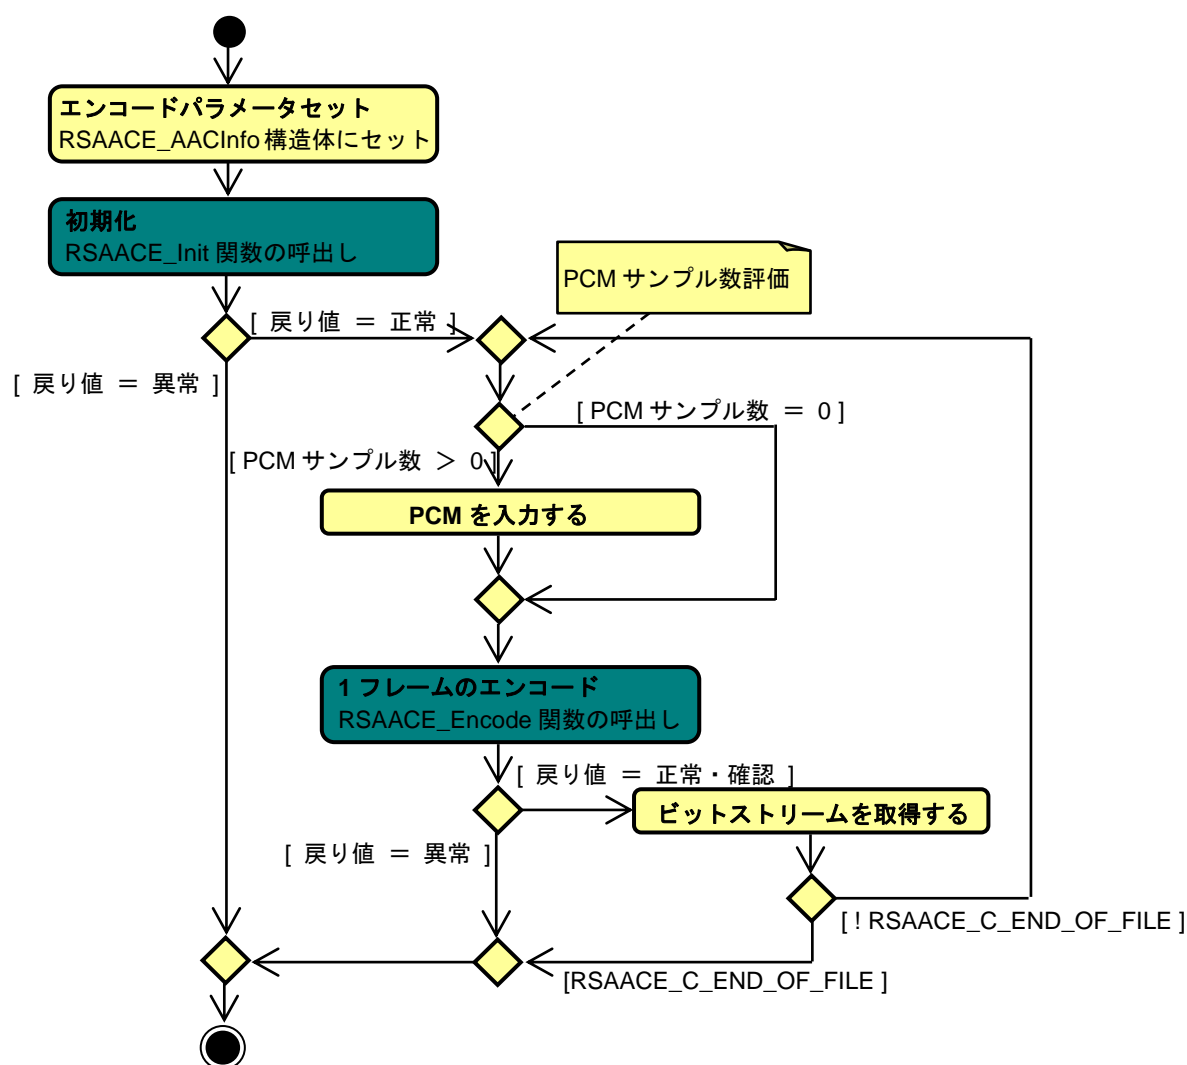 エンコードパラメータセット
RSAACE_AACInfo 構造体にセット
初期化
RSAACE_Init 関数の呼出し
PCM サンプル数評価
[ 戻り値 ＝ 正常 ]
[ 戻り値 ＝ 異常 ]
[ PCM サンプル数 ＝ 0 ]
[ PCM サンプル数 ＞ 0 ]
PCM を入力する
1 フレームのエンコード
RSAACE_Encode 関数の呼出し
[ 戻り値 ＝ 正常・確認 ]
ビットストリームを取得する
[ 戻り値 ＝ 異常 ]
[ ! RSAACE_C_END_OF_FILE ]
[RSAACE_C_END_OF_FILE ]